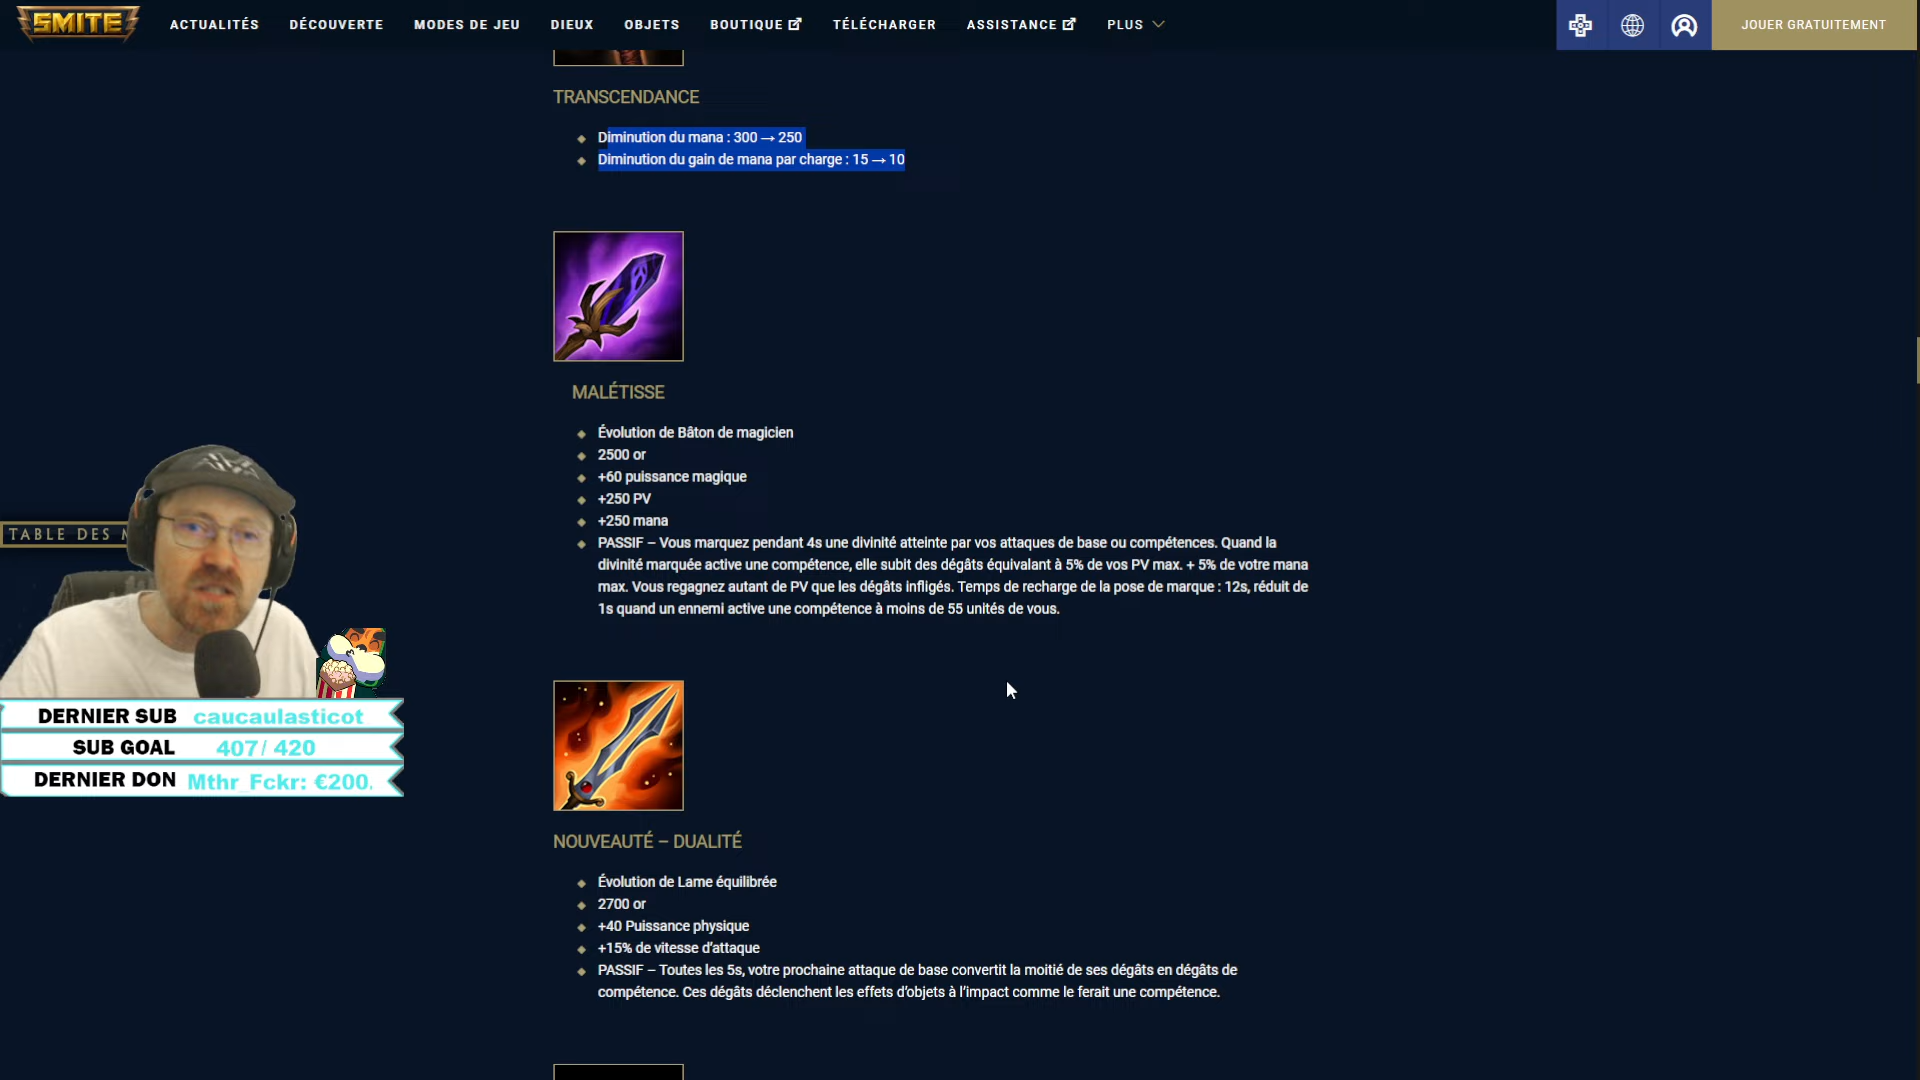 SMITE
ACTUALITÉS
DÉCOUVERTE
MODES DE JEU
DIEUX
OBJETS
BOUTIQUE
TÉLÉCHARGER
ASSISTANCE
PLUS
JOUER GRATUITEMENT
TRANSCENDANCE
Diminution du mana : 300 → 250
Diminution du gain de mana par charge : 15 → 10
MALÉTISSE
Évolution de Bâton de magicien
2500 or
+60 puissance magique
+250 PV
+250 mana
PASSIF – Vous marquez pendant 4s une divinité atteinte par vos attaques de base ou compétences. Quand la
divinité marquée active une compétence, elle subit des dégâts équivalant à 5% de vos PV max. + 5% de votre mana
max. Vous regagnez autant de PV que les dégâts infligés. Temps de recharge de la pose de marque : 12s, réduit de
1s quand un ennemi active une compétence à moins de 55 unités de vous.
TABLE DES
DERNIER SUB caucaulasticot
SUB GOAL 407/ 420
DERNIER DON Mthr_Fckr: €200.
NOUVEAUTÉ – DUALITÉ
Évolution de Lame équilibrée
2700 or
+40 Puissance physique
+15% de vitesse d'attaque
PASSIF – Toutes les 5s, votre prochaine attaque de base convertit la moitié de ses dégâts en dégâts de
compétence. Ces dégâts déclenchent les effets d'objets à l'impact comme le ferait une compétence.